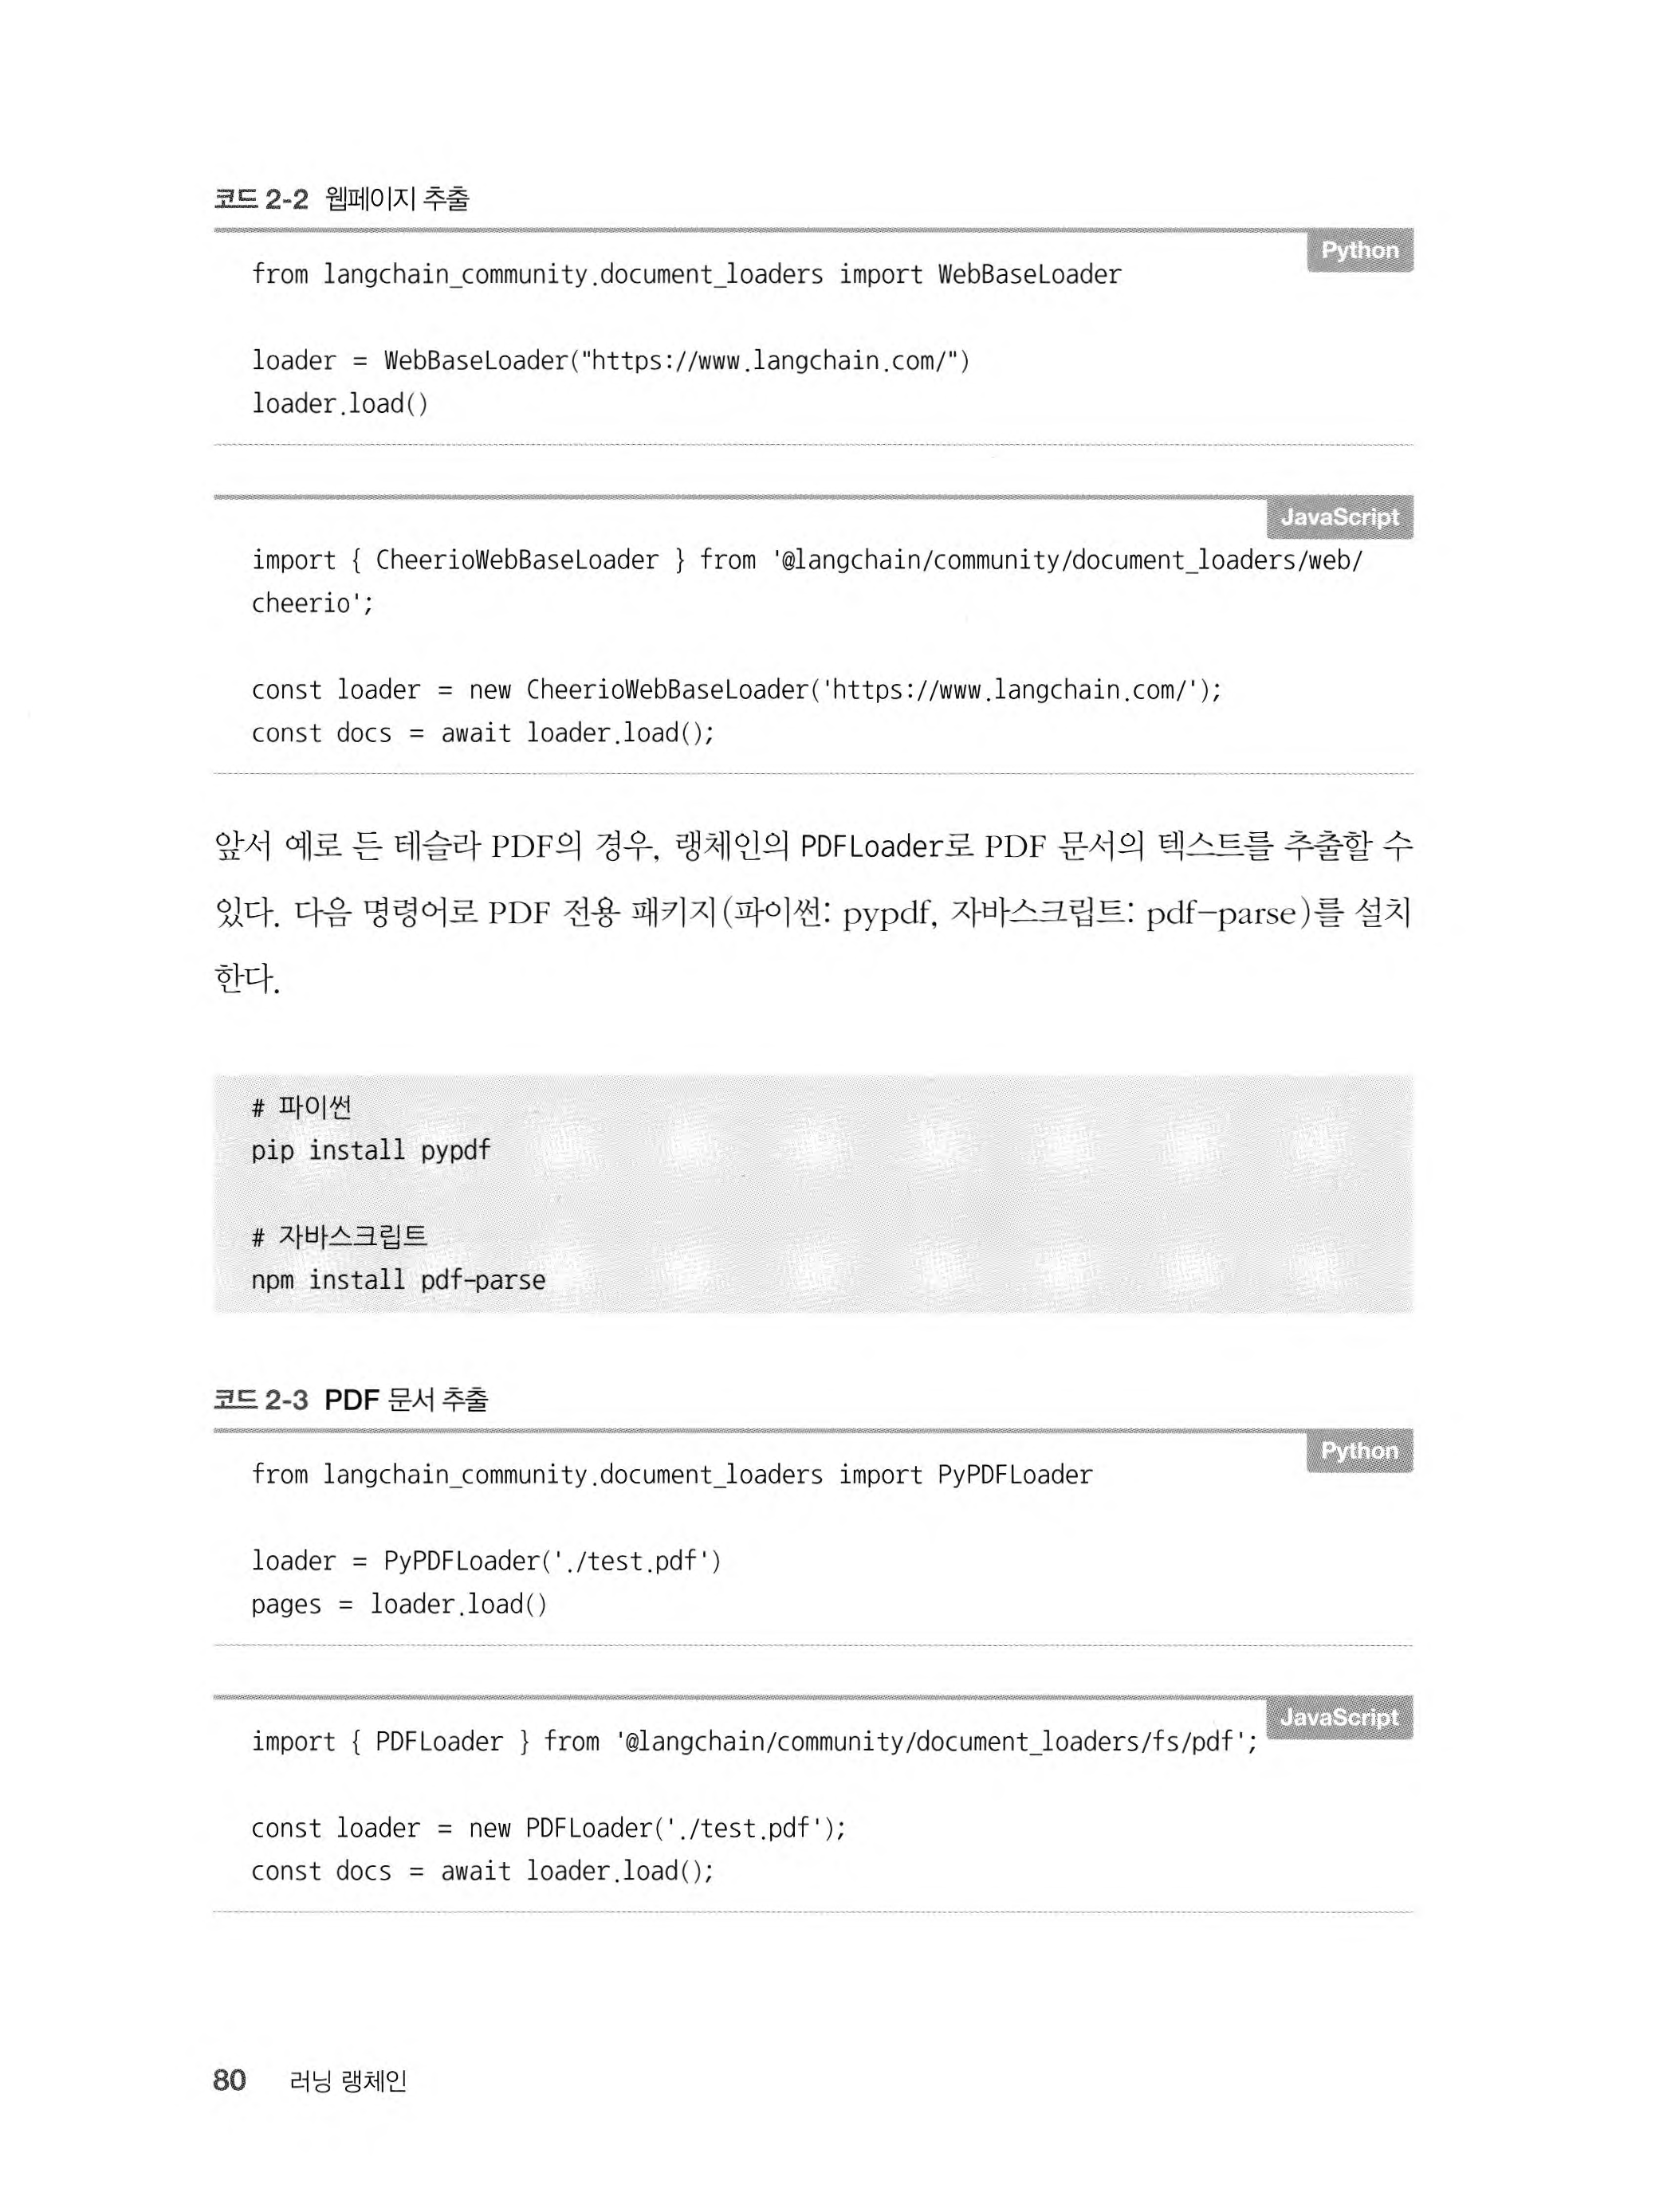 코드 2-2 웹페이지 추출
Python
from langchain_community.document_loaders import WebBaseLoader
loader = WebBaseLoader("https://www.langchain.com/")
loader.load()
JavaScript
import { CheerioWebBaseLoader } from '@langchain/community/document_loaders/web/
cheerio';
const loader = new CheerioWebBaseLoader('https://www.langchain.com/');
const docs = await loader.load();
앞서 예로 든 테슬라 PDF의 경우, 랭체인의 PDFLoader로 PDF 문서의 텍스트를 추출할 수
있다. 다음 명령어로 PDF 전용 패키지(파이썬: pypdf, 자바스크립트: pdf-parse)를 설치
한다.
# 파이썬
pip install pypdf
# 자바스크립트
npm install pdf-parse
코드 2-3 PDF 문서 추출
Python
from langchain_community.document_loaders import PyPDFLoader
loader = PyPDFLoader('./test.pdf')
pages = loader.load()
JavaScript
import { PDFLoader } from '@langchain/community/document_loaders/fs/pdf';
const loader = new PDFLoader('./test.pdf');
const docs = await loader.load();
80 러닝 랭체인